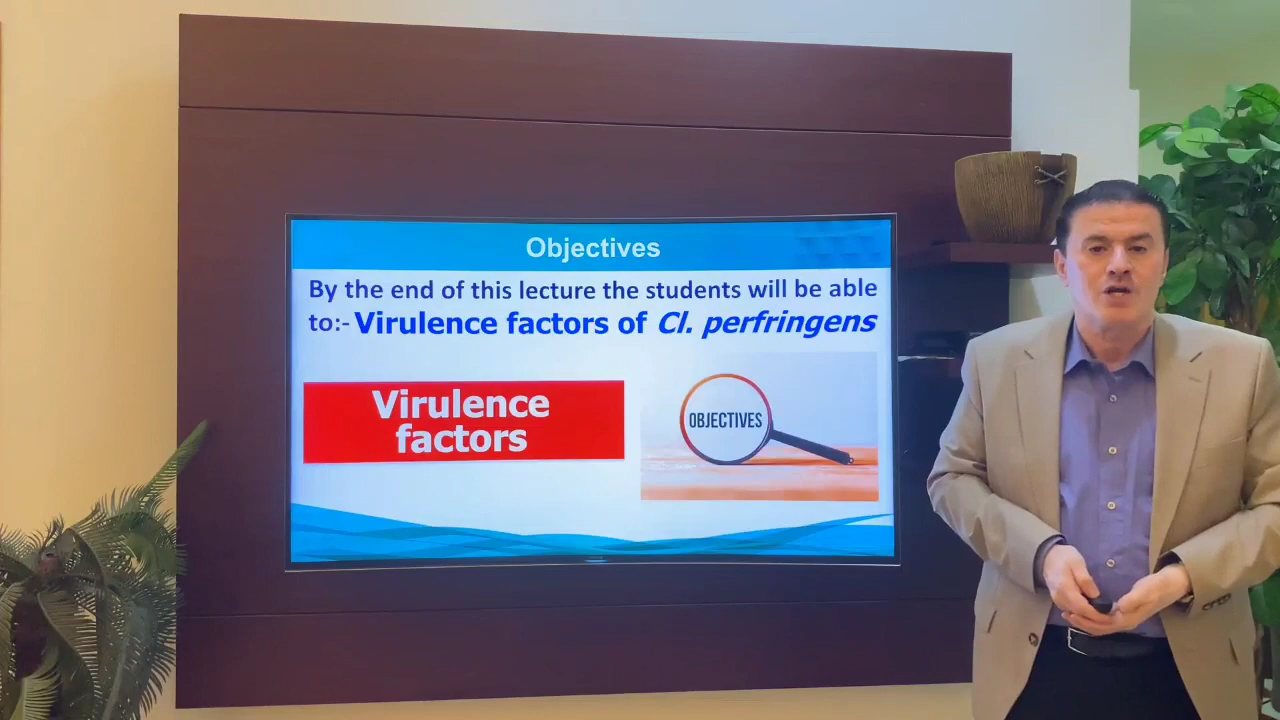 Objectives
By the end of this lecture the students will be able
to:- Virulence factors of Cl. perfringens
Virulence
factors
OBJECTIVES